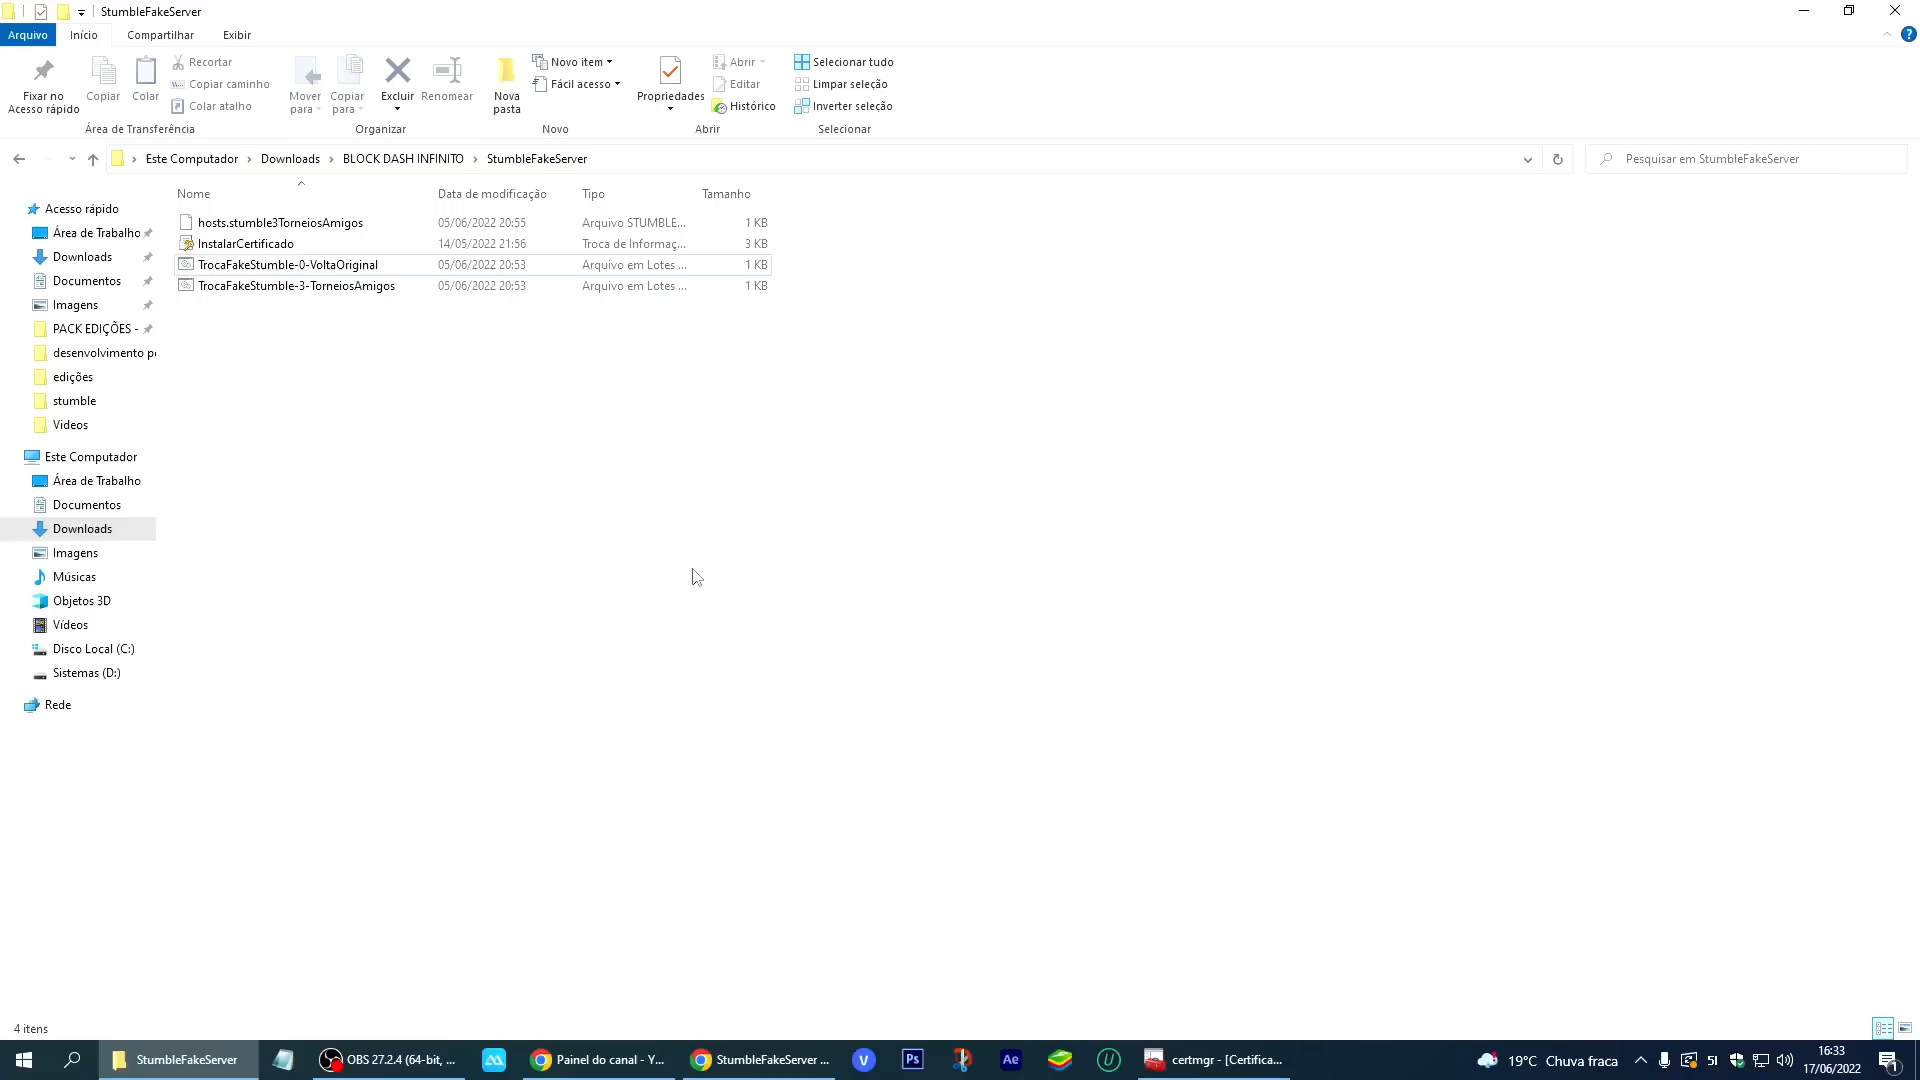 StumbleFakeServer
Arquivo
Início
Compartilhar
Exibir
?
Fixar no
Acesso rápido
Copiar
Colar
Recortar
Copiar caminho
Colar atalho
Área de Transferência
Mover
para
Copiar
para
Excluir
Renomear
Organizar
Nova
pasta
Novo item
Fácil acesso
Novo
Propriedades
Abrir
Editar
Histórico
Abrir
Selecionar tudo
Limpar seleção
Inverter seleção
Selecionar
Este Computador
Downloads
BLOCK DASH INFINITO
StumbleFakeServer
Pesquisar em StumbleFakeServer
Nome
Data de modificação
Tipo
Tamanho
hosts.stumble3TorneiosAmigos 05/06/2022 20:55 Arquivo STUMBLE... 1 KB
InstalarCertificado 14/05/2022 21:56 Troca de Informaç... 3 KB
TrocaFakeStumble-0-VoltaOriginal 05/06/2022 20:53 Arquivo em Lotes ... 1 KB
TrocaFakeStumble-3-TorneiosAmigos 05/06/2022 20:53 Arquivo em Lotes ... 1 KB
Acesso rápido
Área de Trabalho
Downloads
Documentos
Imagens
PACK EDIÇÕES -
desenvolvimento p
edições
stumble
Videos
Este Computador
Área de Trabalho
Documentos
Downloads
Imagens
Músicas
Objetos 3D
Vídeos
Disco Local (C:)
Sistemas (D:)
Rede
4 itens
StumbleFakeServer
OBS 27.2.4 (64-bit, ...
Painel do canal - Y...
StumbleFakeServer ...
V
Ps
Ae
U
certmgr - [Certifica...
19°C Chuva fraca
16:33
17/06/2022
1